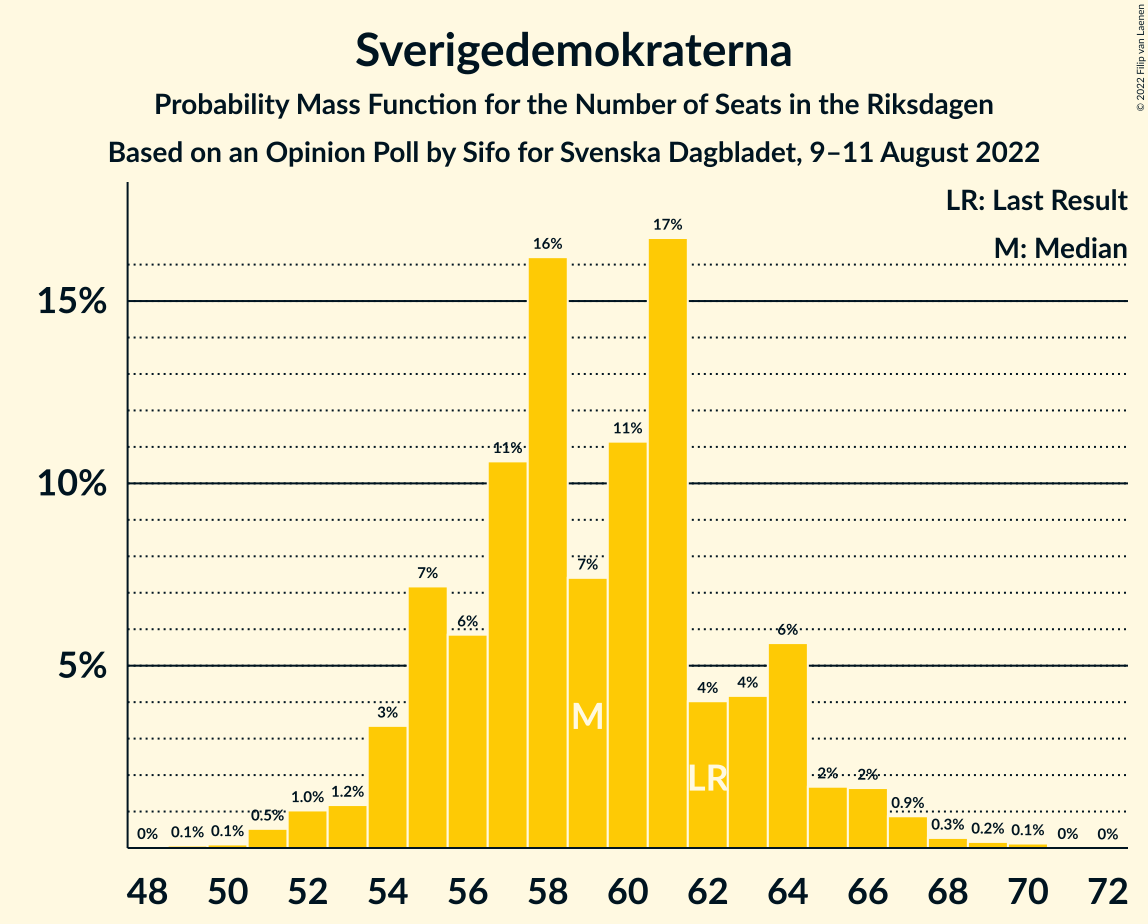 Sverigedemokraterna
Probability Mass Function for the Number of Seats in the Riksdagen
Based on an Opinion Poll by Sifo for Svenska Dagbladet, 9–11 August 2022
© 2022 Filip van Laenen
LR: Last Result
M: Median
15%
10%
5%
0% 0.1% 0.1% 0.5% 1.0% 1.2% 3% 7% 6% 11% 16% 7% 11% 17% 4% 4% 6% 2% 2% 0.9% 0.3% 0.2% 0.1% 0% 0%
M
LR
48 50 52 54 56 58 60 62 64 66 68 70 72